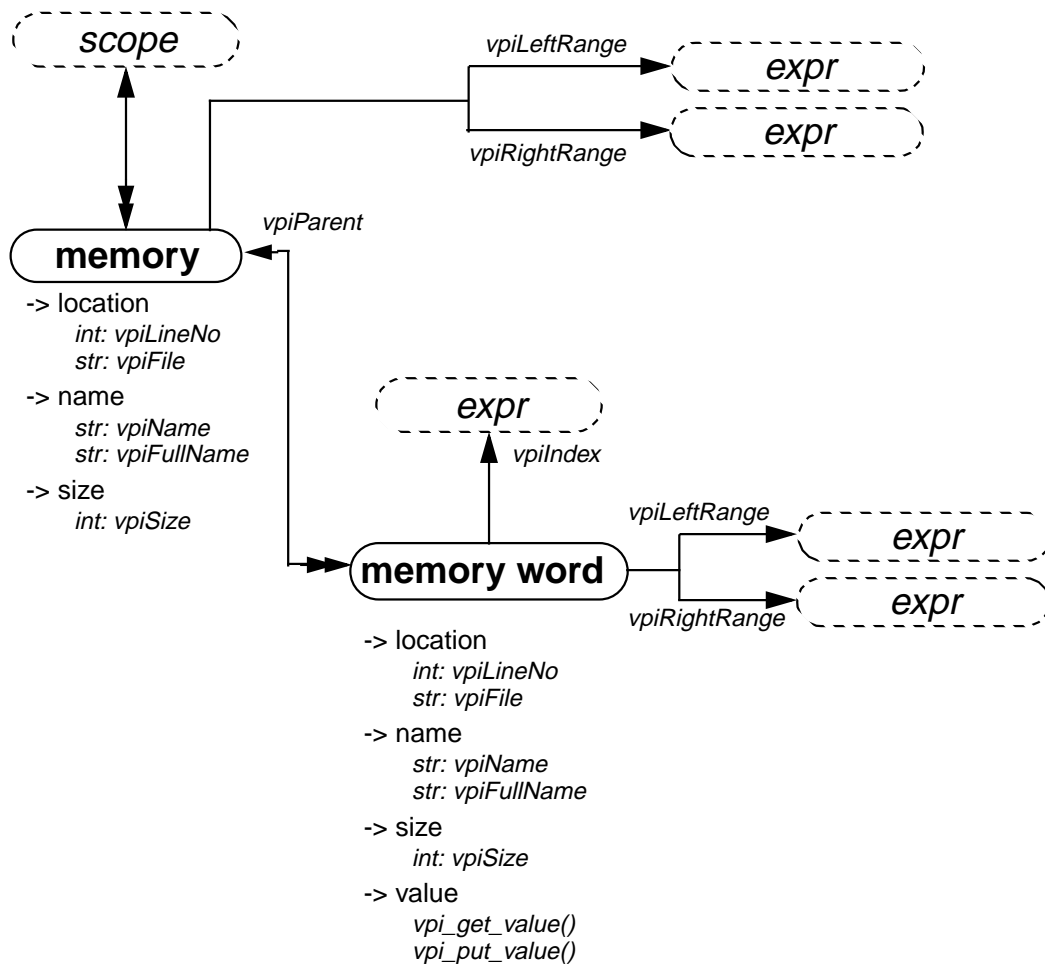 scope
vpiLeftRange
expr
expr
vpiRightRange
vpiParent
memory
-> location
int: vpiLineNo
str: vpiFile
-> name
str: vpiName
str: vpiFullName
-> size
int: vpiSize
expr
vpiIndex
vpiLeftRange
expr
memory word
expr
vpiRightRange
-> location
int: vpiLineNo
str: vpiFile
-> name
str: vpiName
str: vpiFullName
-> size
int: vpiSize
-> value
vpi_get_value()
vpi_put_value()